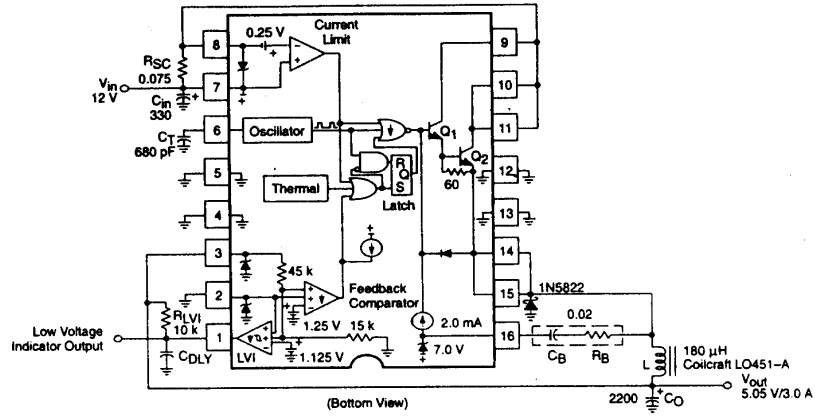 Current
Limit
0.25 V
8
9
RSC
0.075
Vin
12 V
7
10
Cin
330
11
6
Oscillator
Q1
CT
680 pF
Q2
R
Q
S
60
12
5
Thermal
Latch
4
13
3
14
45 k
1N5822
15
2
Feedback
Comparator
RLVI
10 k
0.02
2.0 mA
16
1.25 V
15 k
Low Voltage
Indicator Output
1
LVI
CDLY
1.125 V
7.0 V
CB
RB
180 µH
L
Coilcraft LO451–A
Vout
5.05 V/3.0 A
2200
CO
(Bottom View)